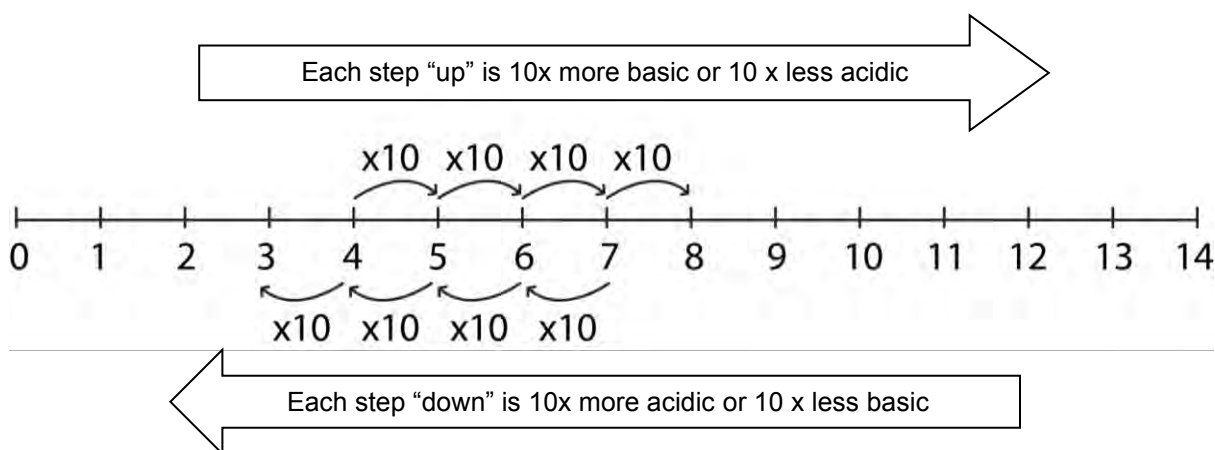 Each step “up” is 10x more basic or 10 x less acidic
x10 x10 x10 x10
0 1 2 3 4 5 6 7 8 9 10 11 12 13 14
x10 x10 x10 x10
Each step “down” is 10x more acidic or 10 x less basic